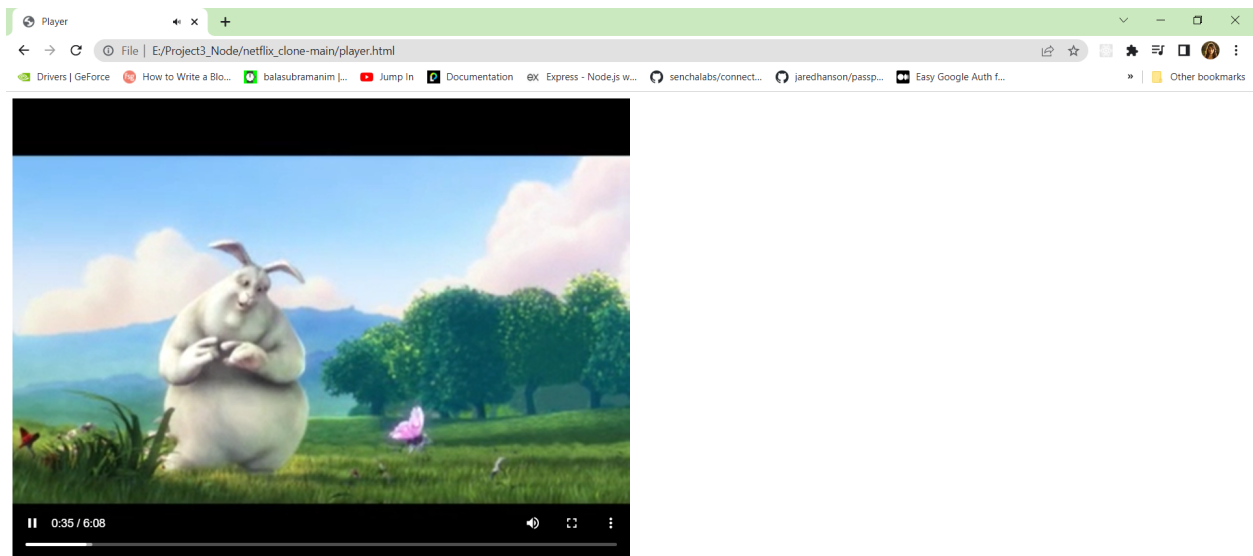 Player
File | E:/Project3_Node/netflix_clone-main/player.html
Drivers | GeForce How to Write a Blo... balasubramanim |... Jump In Documentation ex Express - Node.js w... senchalabs/connect... jaredhanson/passp... Easy Google Auth f... » Other bookmarks
0:35 / 6:08